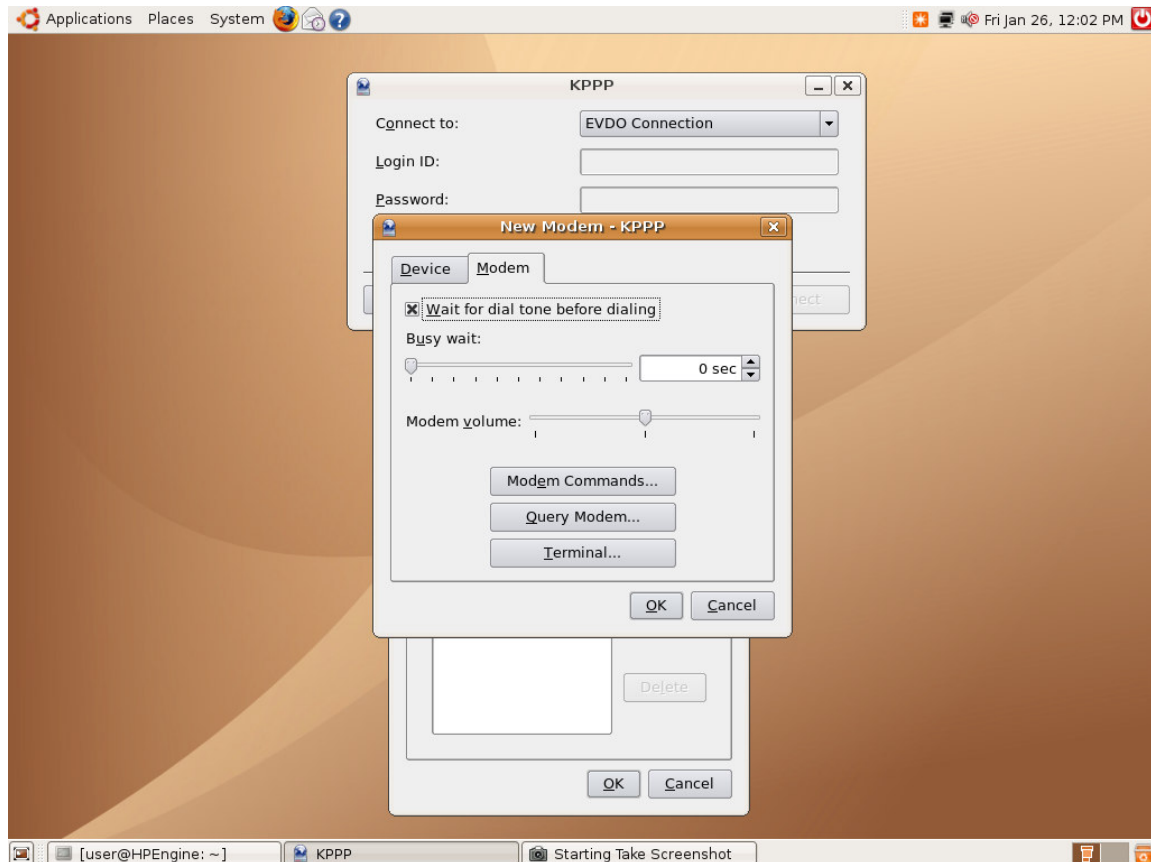 Applications Places System Fri Jan 26, 12:02 PM
KPPP
Connect to: EVDO Connection
Login ID:
Password:
New Modem - KPPP
Device Modem
Wait for dial tone before dialing
Busy wait:
0 sec
Modem volume:
Modem Commands...
Query Modem...
Terminal...
OK Cancel
Delete
OK Cancel
[user@HPEngine: ~] KPPP Starting Take Screenshot